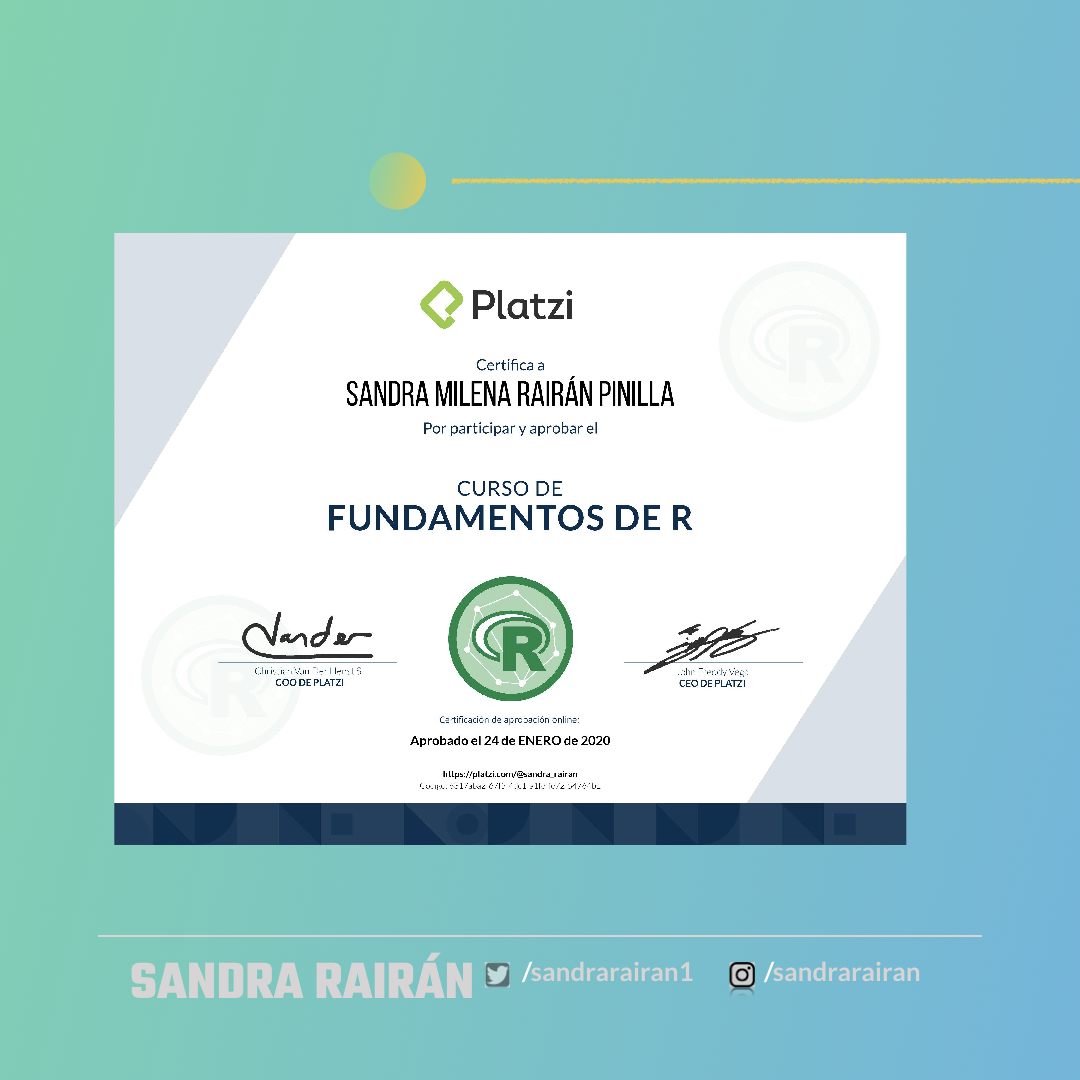 Platzi
Certifica a
SANDRA MILENA RAIRÁN PINILLA
Por participar y aprobar el
CURSO DE
FUNDAMENTOS DE R
R
Christian Van Der Henst S
COO DE PLATZI
John Freddy Vega
CEO DE PLATZI
Certificación de aprobación online:
Aprobado el 24 de ENERO de 2020
https://platzi.com/@sandra_rairan
SANDRA RAIRÁN /sandrarairan1 /sandrarairan